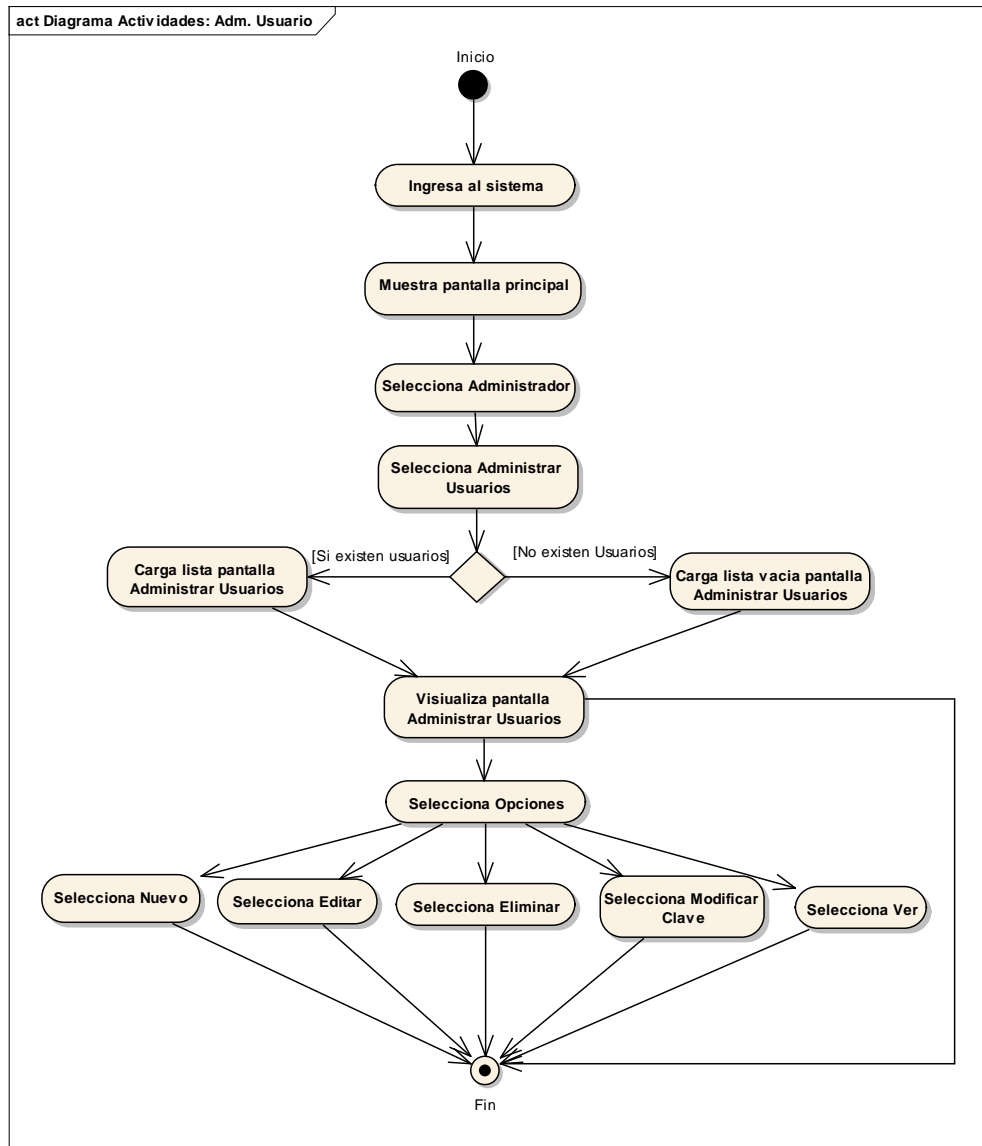 act Diagrama Actividades: Adm. Usuario
Inicio
Ingresa al sistema
Muestra pantalla principal
Selecciona Administrador
Selecciona Administrar
Usuarios
[Si existen usuarios]
[No existen Usuarios]
Carga lista pantalla
Administrar Usuarios
Carga lista vacia pantalla
Administrar Usuarios
Visiualiza pantalla
Administrar Usuarios
Selecciona Opciones
Selecciona Nuevo
Selecciona Editar
Selecciona Eliminar
Selecciona Modificar
Clave
Selecciona Ver
Fin